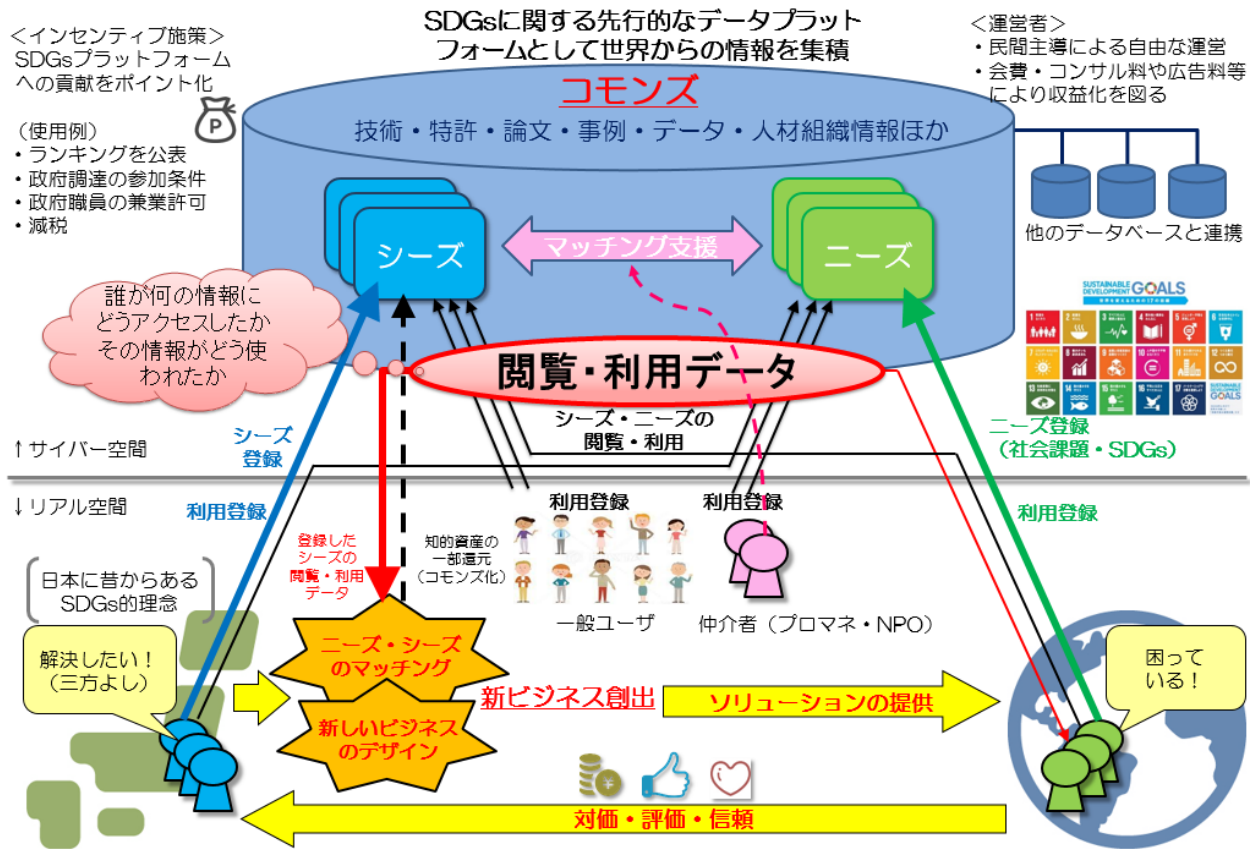 SDGsに関する先行的なデータプラット
フォームとして世界からの情報を集積
＜インセンティブ施策＞
SDGsプラットフォーム
への貢献をポイント化
（使用例）
・ランキングを公表
・政府調達の参加条件
・政府職員の兼業許可
・減税
P
＜運営者＞
・民間主導による自由な運営
・会費・コンサル料や広告料等
により収益化を図る
コモンズ
技術・特許・論文・事例・データ・人材組織情報ほか
シーズ
マッチング支援
ニーズ
他のデータベースと連携
誰が何の情報に
どうアクセスしたか
その情報がどう使
われたか
閲覧・利用データ
シーズ・ニーズの
閲覧・利用
SUSTAINABLE
DEVELOPMENT GOALS
1
2
3
4
5
6
7
8
9
10
11
12
13
14
15
16
17
シーズ
登録
ニーズ登録
（社会課題・SDGs）
↑サイバー空間
↓リアル空間
利用登録
利用登録
利用登録
利用登録
登録した
シーズの
閲覧・利用
データ
知的資産の
一部還元
（コモンズ化）
一般ユーザ
仲介者（プロマネ・NPO）
日本に昔からある
SDGs的理念
解決したい！
（三方よし）
ニーズ・シーズ
のマッチング
新しいビジネス
のデザイン
新ビジネス創出
ソリューションの提供
困って
いる！
¥
対価・評価・信頼